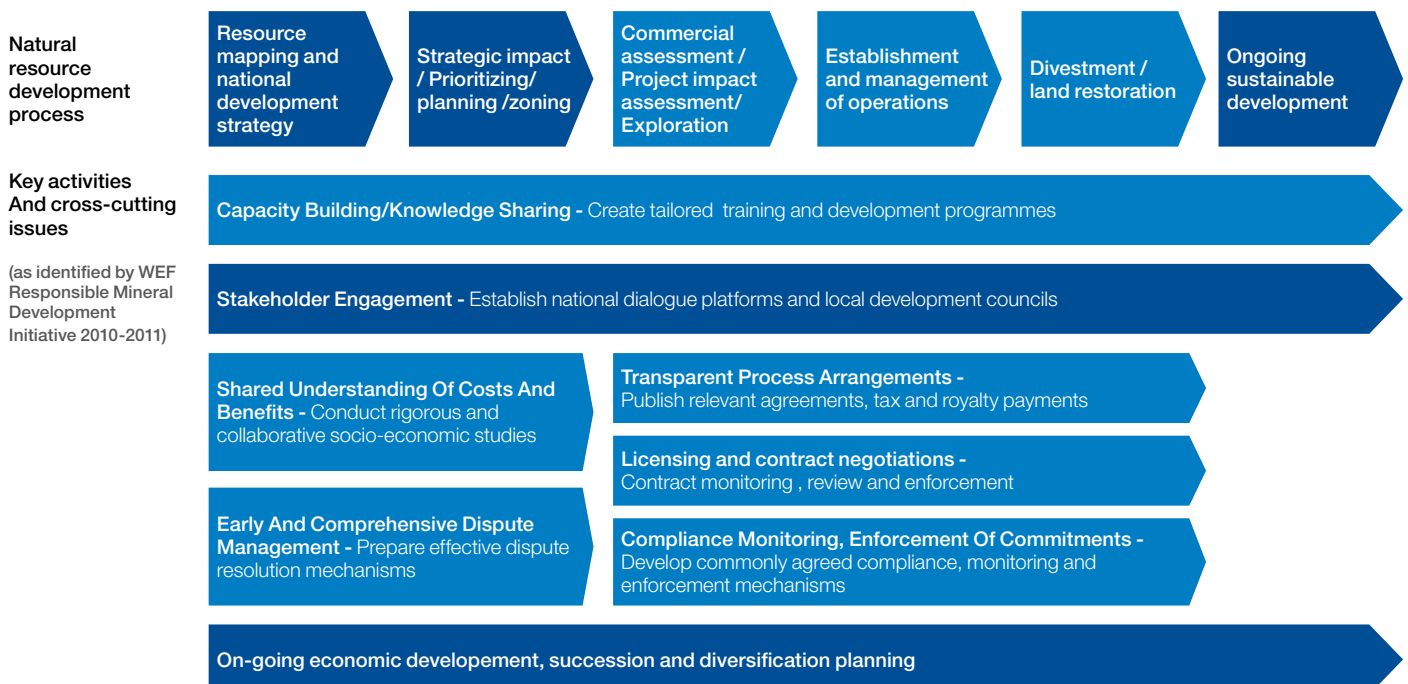 Natural
resource
development
process
Resource
mapping and
national
development
strategy
Strategic impact
/ Prioritizing/
planning /zoning
Commercial
assessment /
Project impact
assessment/
Exploration
Establishment
and management
of operations
Divestment /
land restoration
Ongoing
sustainable
development
Key activities
And cross-cutting
issues
(as identified by WEF
Responsible Mineral
Development
Initiative 2010-2011)
Capacity Building/Knowledge Sharing - Create tailored training and development programmes
Stakeholder Engagement - Establish national dialogue platforms and local development councils
Shared Understanding Of Costs And
Benefits - Conduct rigorous and
collaborative socio-economic studies
Early And Comprehensive Dispute
Management - Prepare effective dispute
resolution mechanisms
Transparent Process Arrangements -
Publish relevant agreements, tax and royalty payments
Licensing and contract negotiations -
Contract monitoring , review and enforcement
Compliance Monitoring, Enforcement Of Commitments -
Develop commonly agreed compliance, monitoring and
enforcement mechanisms
On-going economic developement, succession and diversification planning